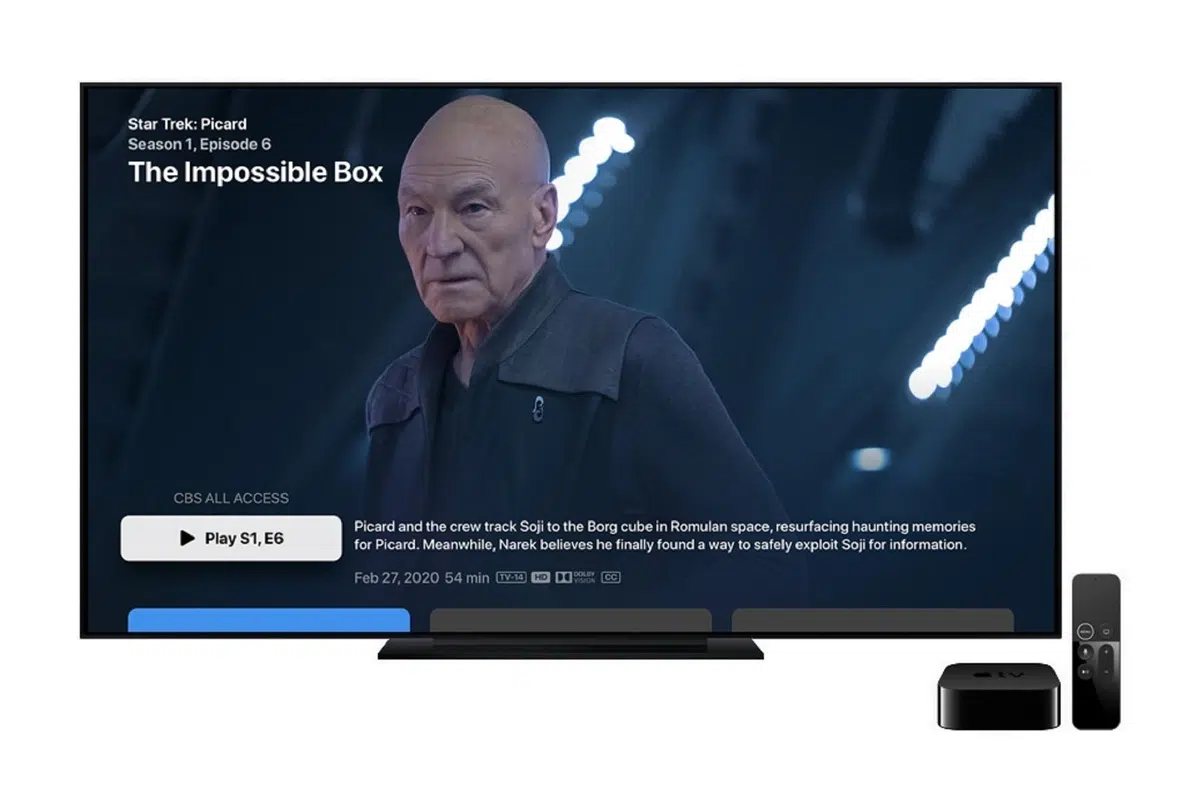 Star Trek: Picard
Season 1, Episode 6
The Impossible Box
CBS ALL ACCESS
Play S1, E6
Picard and the crew track Soji to the Borg cube in Romulan space, resurfacing haunting memories
for Picard. Meanwhile, Narek believes he finally found a way to safely exploit Soji for information.
Feb 27, 2020 54 min TV-14 HD DOLBY VISION CC
MENU
tv